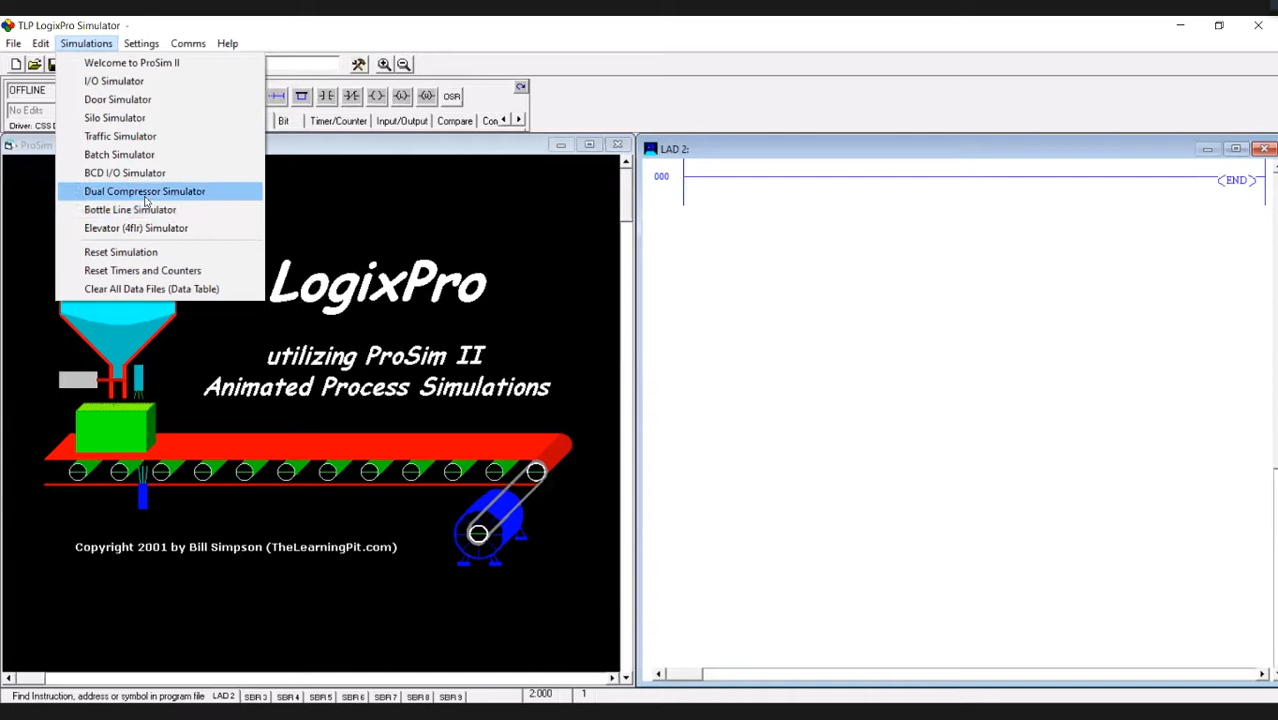 TLP LogixPro Simulator -
File Edit Simulations Settings Comms Help
Welcome to ProSim II
I/O Simulator
Door Simulator
Silo Simulator
Traffic Simulator
Batch Simulator
BCD I/O Simulator
Dual Compressor Simulator
Bottle Line Simulator
Elevator (4flr) Simulator
Reset Simulation
Reset Timers and Counters
Clear All Data Files (Data Table)
OFFLINE
No Edits
Driver: CSS D
OSR
Bit Timer/Counter Input/Output Compare Con
ProSim
LogixPro
utilizing ProSim II
Animated Process Simulations
Copyright 2001 by Bill Simpson (TheLearningPit.com)
LAD 2:
000
END
Find Instruction, address or symbol in program file LAD 2 SBR 3 SBR 4 SBR 5 SBR 6 SBR 7 SBR 8 SBR 9 2:000 1